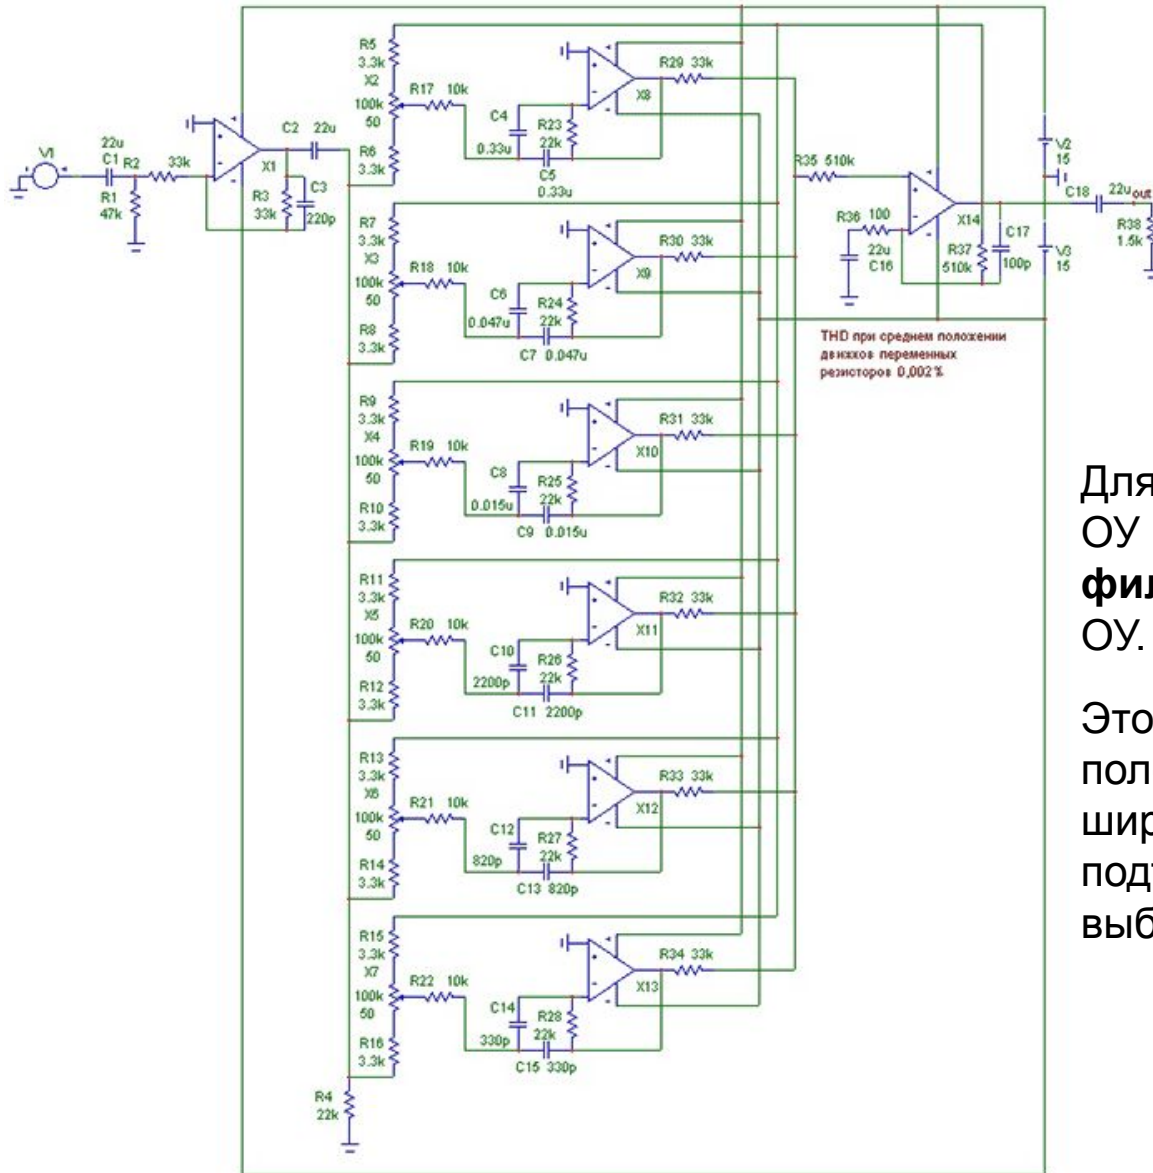 R5
3.3k
X2
100k
50
R6
3.3k
R17 10k
C4
0.33u
R23
22k
C5
0.33u
X8
R29 33k
V1
22u
C1
R2
33k
R1
47k
X1
C2 22u
R3
33k
C3
220p
R7
3.3k
X3
100k
50
R8
3.3k
R18 10k
C6
0.047u
R24
22k
C7 0.047u
X9
R30 33k
R35 510k
R36 100
22u
C16
X14
R37
510k
C17
100p
V2
15
C18 22u
out
R38
1.5k
V3
15
THD при среднем положении
движков переменных
резисторов 0,002%
R9
3.3k
X4
100k
50
R10
3.3k
R19 10k
C8
0.015u
R25
22k
C9 0.015u
X10
R31 33k
R11
3.3k
X5
100k
50
R12
3.3k
R20 10k
C10
2200p
R26
22k
C11 2200p
X11
R32 33k
R13
3.3k
X6
100k
50
R14
3.3k
R21 10k
C12
820p
R27
22k
C13 820p
X12
R33 33k
R15
3.3k
X7
100k
50
R16
3.3k
R22 10k
C14
330p
R28
22k
C15 330p
X13
R34 33k
R4
22k
Для
ОУ
фил
ОУ.
Это
пол
шир
под
выб